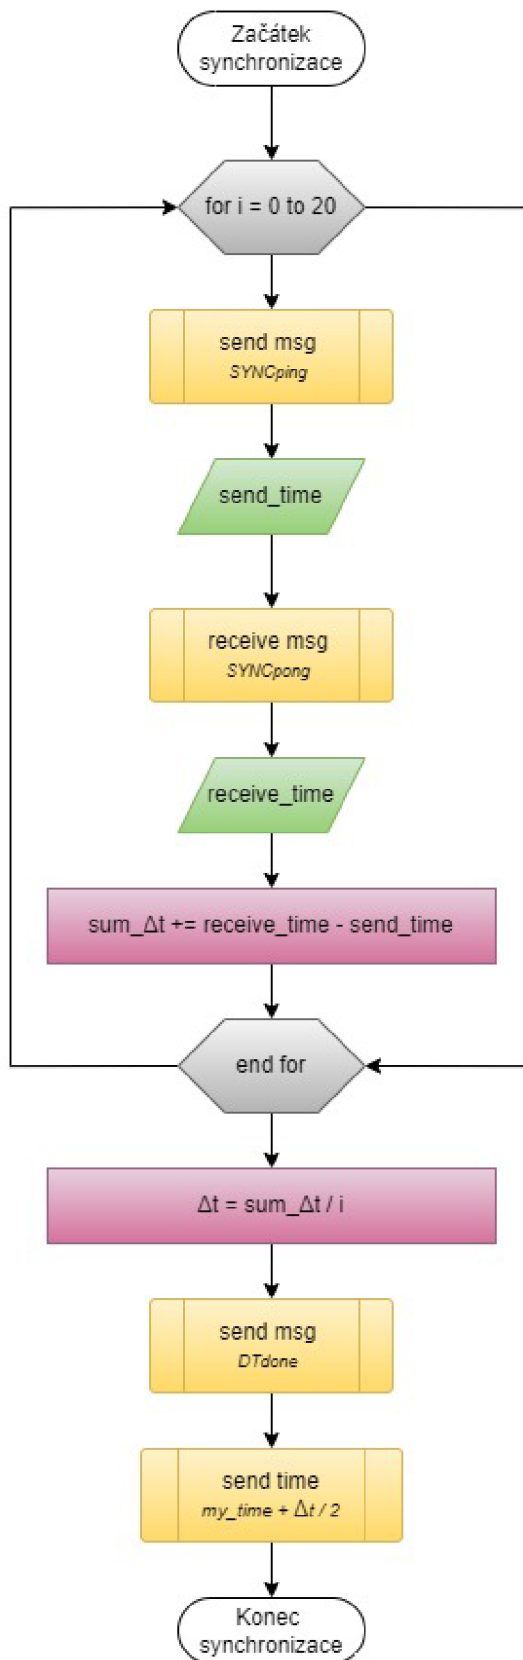 Začátek
synchronizace
for i = 0 to 20
send msg
SYNCping
send_time
receive msg
SYNCpong
receive_time
sum_Δt += receive_time - send_time
end for
Δt = sum_Δt / i
send msg
DTdone
send time
my_time + Δt / 2
Konec
synchronizace